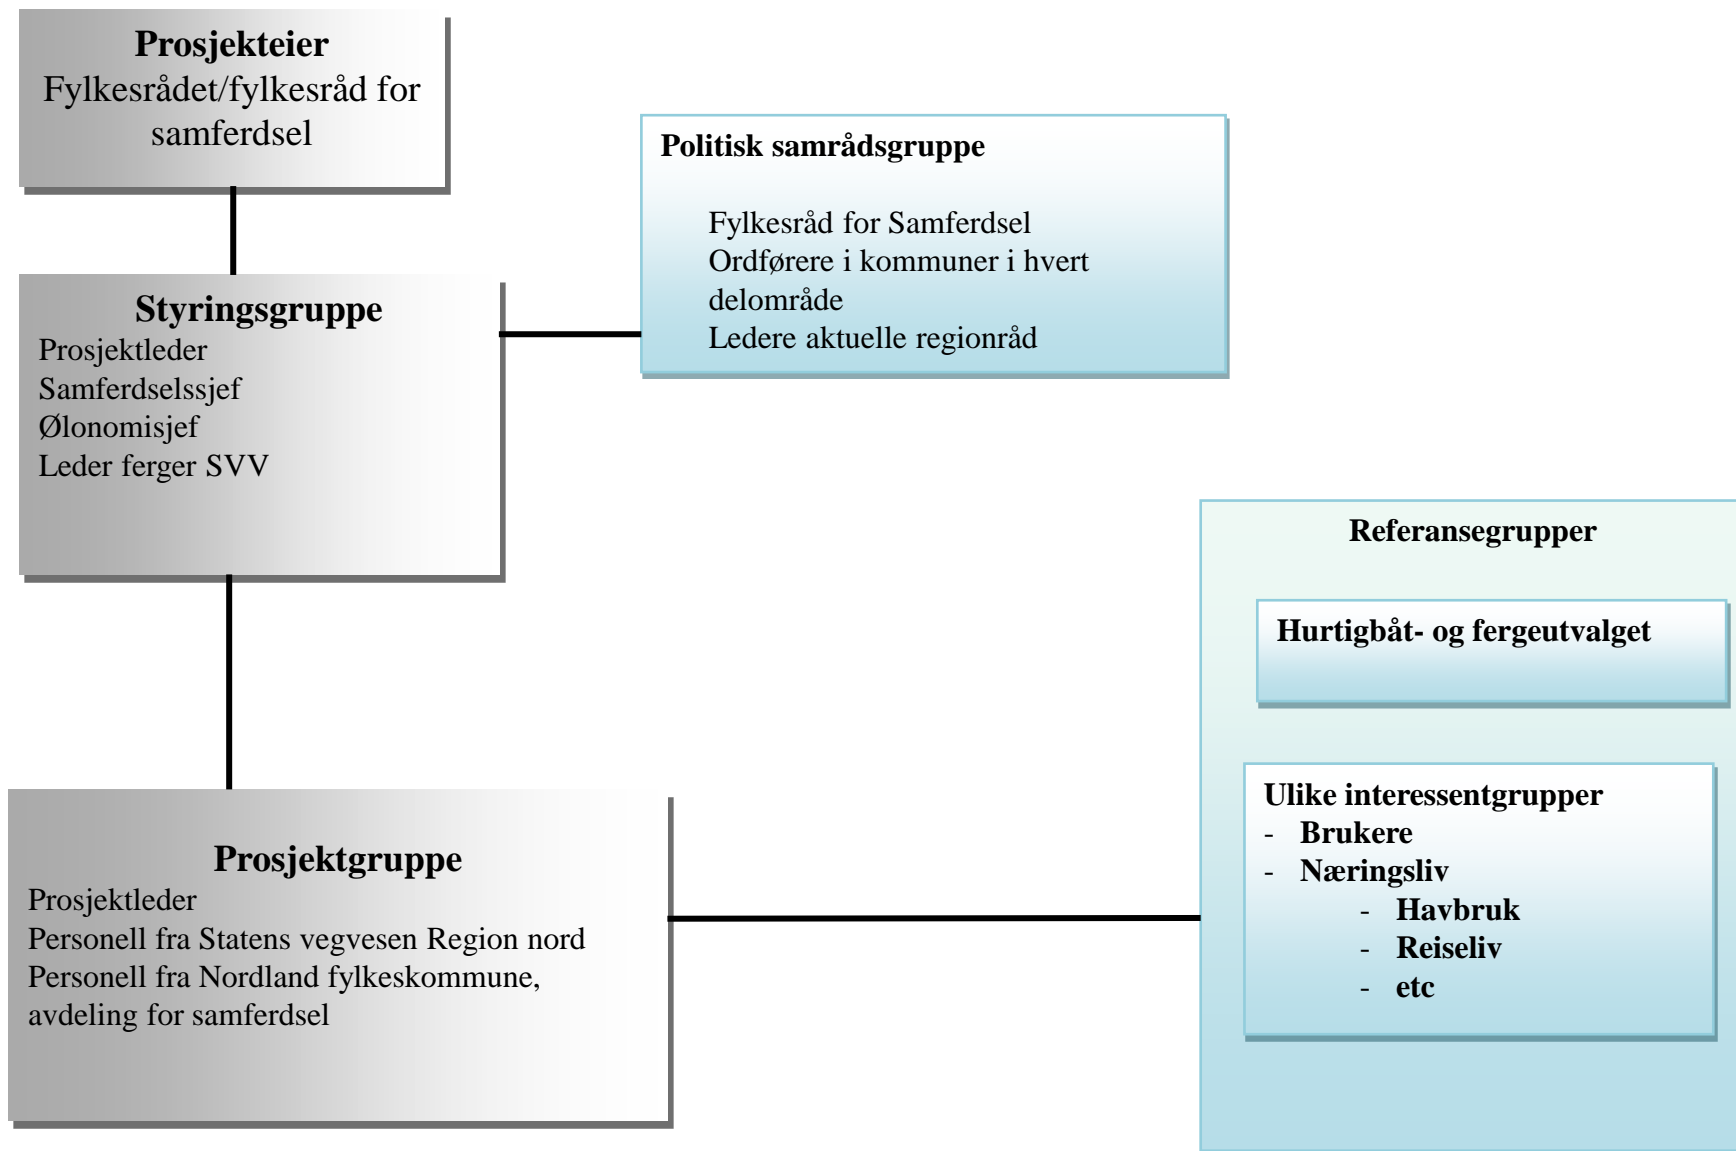 Prosjekteier
Fylkesrådet/fylkesråd for
samferdsel
Politisk samrådsgruppe
Fylkesråd for Samferdsel
Ordførere i kommuner i hvert
delområde
Ledere aktuelle regionråd
Styringsgruppe
Prosjektleder
Samferdselssjef
Ølonomisjef
Leder ferger SVV
Referansegrupper
Hurtigbåt- og fergeutvalget
Ulike interessentgrupper
- Brukere
- Næringsliv
- Havbruk
- Reiseliv
- etc
Prosjektgruppe
Prosjektleder
Personell fra Statens vegvesen Region nord
Personell fra Nordland fylkeskommune,
avdeling for samferdsel